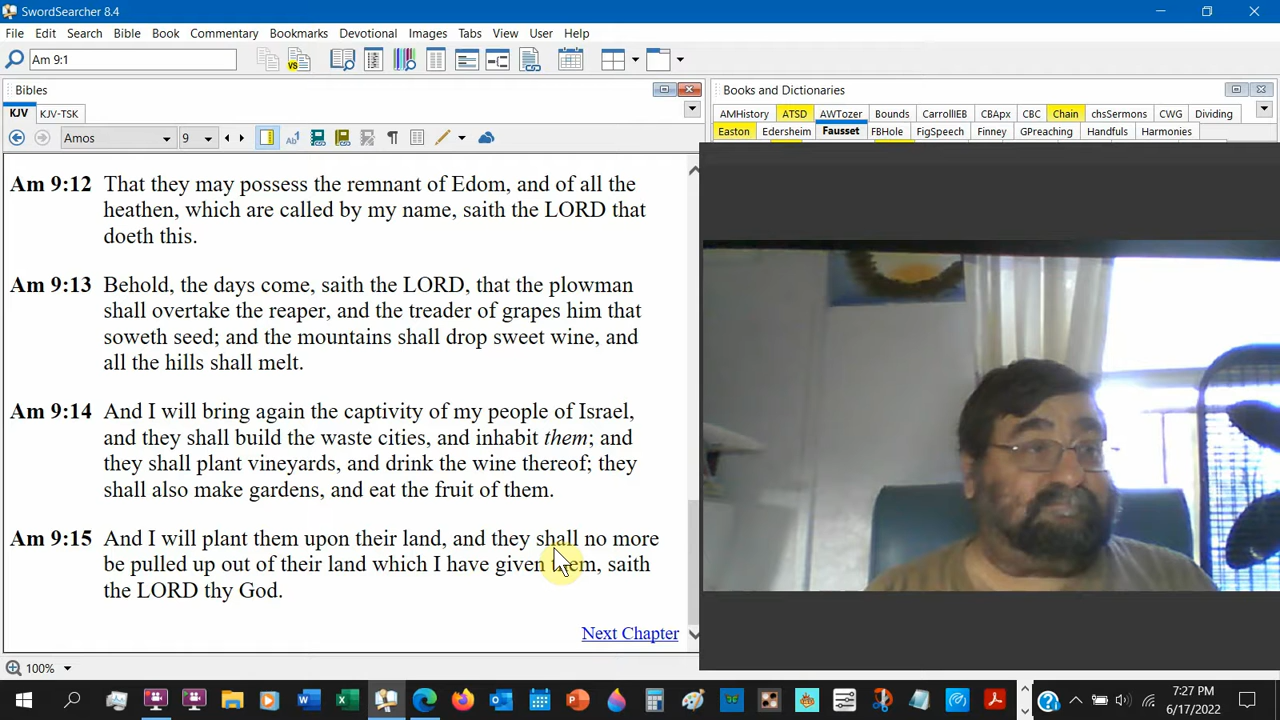 SwordSearcher 8.4
File Edit Search Bible Book Commentary Bookmarks Devotional Images Tabs View User Help
Am 9:1
VS
Bibles
KJV KJV-TSK
Amos 9
Am 9:12 That they may possess the remnant of Edom, and of all the
heathen, which are called by my name, saith the LORD that
doeth this.
Am 9:13 Behold, the days come, saith the LORD, that the plowman
shall overtake the reaper, and the treader of grapes him that
soweth seed; and the mountains shall drop sweet wine, and
all the hills shall melt.
Am 9:14 And I will bring again the captivity of my people of Israel,
and they shall build the waste cities, and inhabit them; and
they shall plant vineyards, and drink the wine thereof; they
shall also make gardens, and eat the fruit of them.
Am 9:15 And I will plant them upon their land, and they shall no more
be pulled up out of their land which I have given them, saith
the LORD thy God.
Next Chapter
100%
Books and Dictionaries
AMHistory ATSD AWTozer Bounds CarrollEB CBApx CBC Chain chsSermons CWG Dividing
Easton Edersheim Fausset FBHole FigSpeech Finney GPreaching Handfuls Harmonies
7:27 PM
6/17/2022